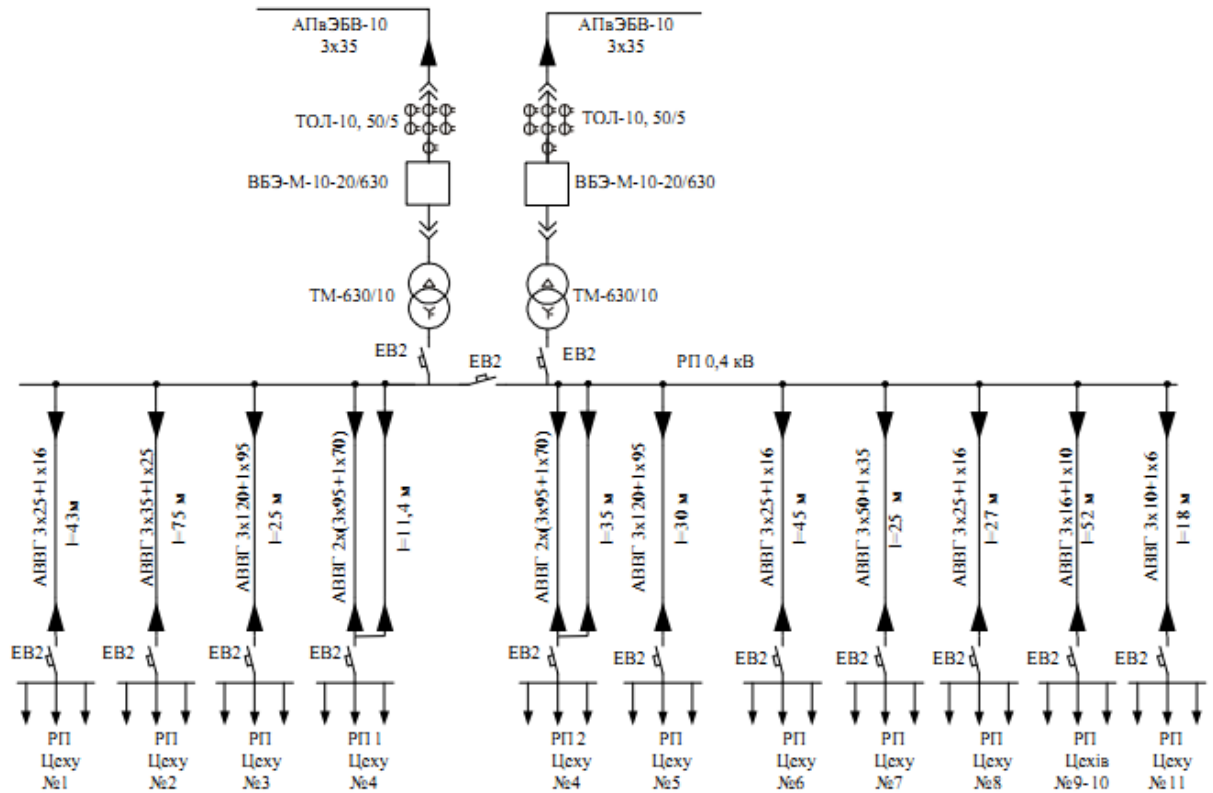 АПвЭБВ-10
3х35
АПвЭБВ-10
3х35
ТОЛ-10, 50/5
ТОЛ-10, 50/5
ВБЭ-М-10-20/630
ВБЭ-М-10-20/630
ТМ-630/10
ТМ-630/10
ЕВ2
ЕВ2
ЕВ2
РП 0,4 кВ
АВВГ 3х25+1х16
l=43м
АВВГ 3х35+1х25
l=75 м
АВВГ 3х120+1х95
l=25 м
АВВГ 2х(3х95+1х70)
l=11,4 м
АВВГ 2х(3х95+1х70)
l=35 м
АВВГ 3х120+1х95
l=30 м
АВВГ 3х25+1х16
l=45 м
АВВГ 3х50+1х35
l=25 м
АВВГ 3х25+1х16
l=27 м
АВВГ 3х16+1х10
l=52 м
АВВГ 3х10+1х6
l=18 м
ЕВ2
ЕВ2
ЕВ2
ЕВ2
ЕВ2
ЕВ2
ЕВ2
ЕВ2
ЕВ2
ЕВ2
ЕВ2
РП
Цеху
№1
РП
Цеху
№2
РП
Цеху
№3
РП 1
Цеху
№4
РП 2
Цеху
№4
РП
Цеху
№5
РП
Цеху
№6
РП
Цеху
№7
РП
Цеху
№8
РП
Цехів
№9-10
РП
Цеху
№11